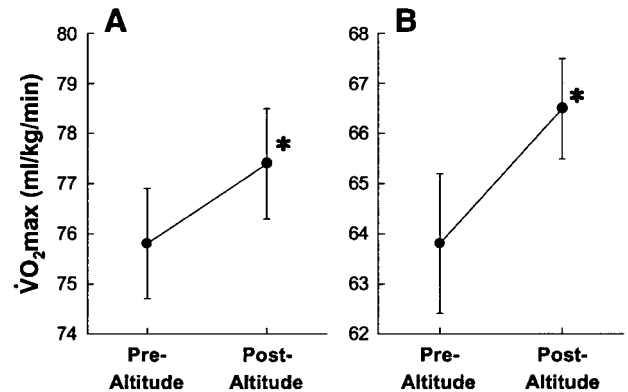 A
B
V̇O₂max (ml/kg/min)
80
79
78
77
76
75
74
*
Pre-
Altitude
Post-
Altitude
68
67
66
65
64
63
62
*
Pre-
Altitude
Post-
Altitude